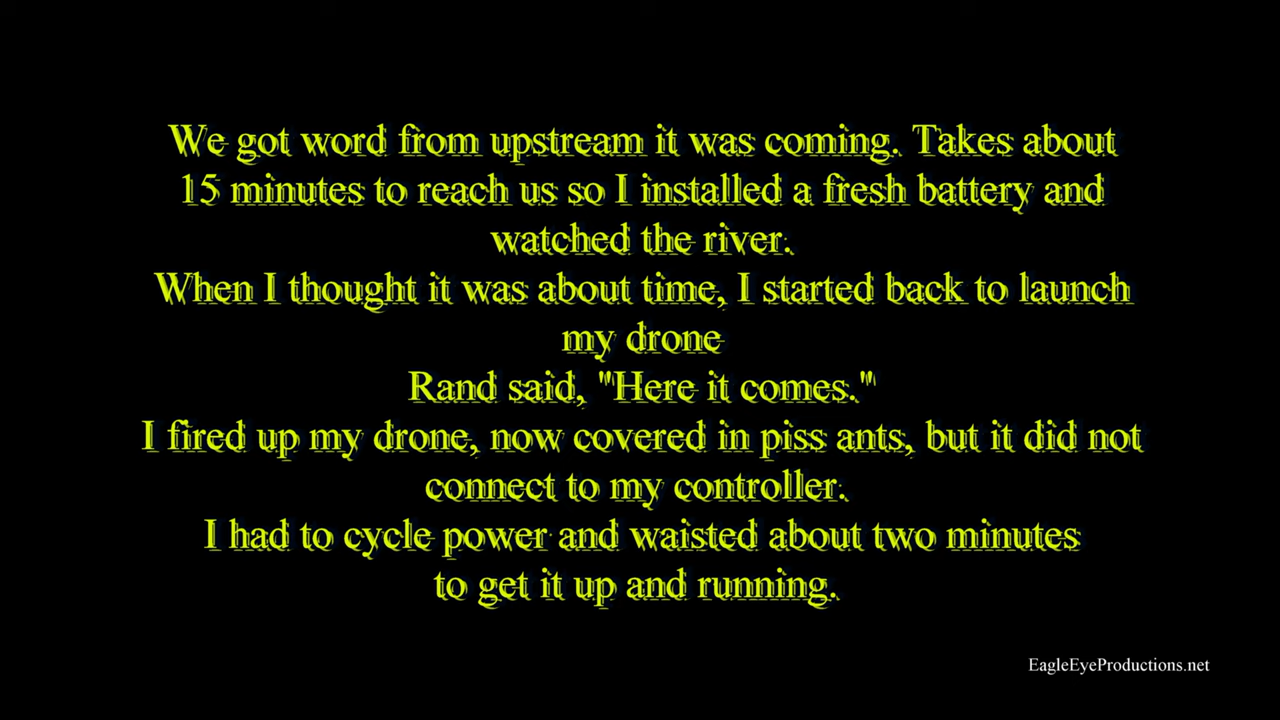 We got word from upstream it was coming. Takes about
15 minutes to reach us so I installed a fresh battery and
watched the river.
When I thought it was about time, I started back to launch
my drone
Rand said, "Here it comes."
I fired up my drone, now covered in piss ants, but it did not
connect to my controller.
I had to cycle power and waisted about two minutes
to get it up and running.
EagleEyeProductions.net